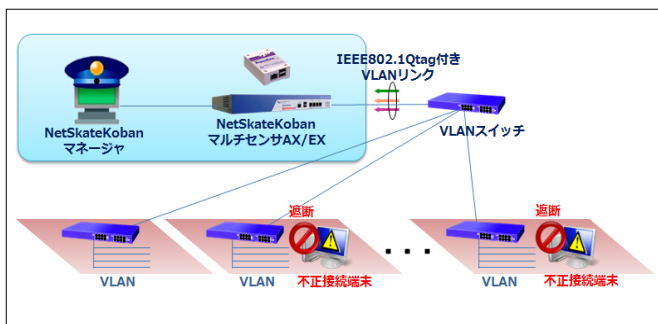 IEEE802.1Qtag付き
VLANリンク
NetSkateKoban
マネージャ
NetSkateKoban
マルチセンサAX/EX
VLANスイッチ
遮断
遮断
VLAN
VLAN
不正接続端末
・・・
VLAN
不正接続端末